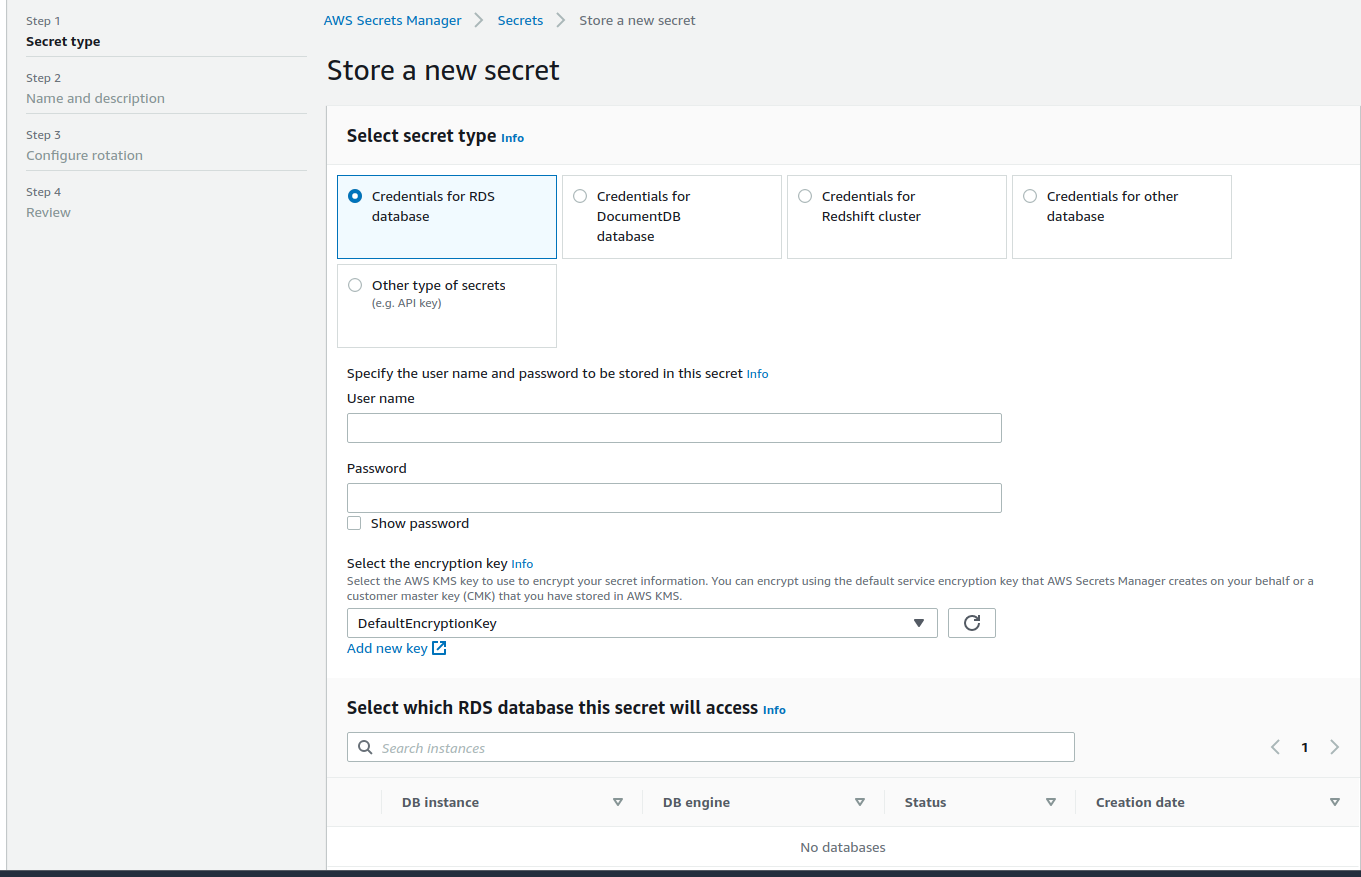 Step 1
Secret type
Step 2
Name and description
Step 3
Configure rotation
Step 4
Review
AWS Secrets Manager > Secrets > Store a new secret
Store a new secret
Select secret type Info
Credentials for RDS
database
Credentials for
DocumentDB
database
Credentials for
Redshift cluster
Credentials for other
database
Other type of secrets
(e.g. API key)
Specify the user name and password to be stored in this secret Info
User name
Password
Show password
Select the encryption key Info
Select the AWS KMS key to use to encrypt your secret information. You can encrypt using the default service encryption key that AWS Secrets Manager creates on your behalf or a
customer master key (CMK) that you have stored in AWS KMS.
DefaultEncryptionKey
Add new key
Select which RDS database this secret will access Info
Search instances
1
DB instance
DB engine
Status
Creation date
No databases